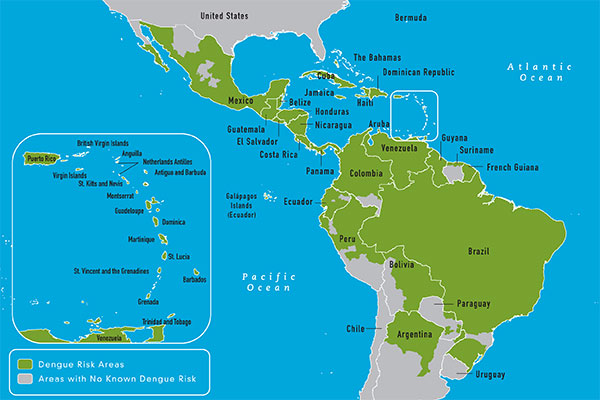 United States
Bermuda
Atlantic
Ocean
The Bahamas
Cuba
Dominican Republic
Jamaica
Haiti
Mexico
Belize
Honduras
Nicaragua
Guatemala
El Salvador
Costa Rica
Panama
Aruba
Venezuela
Guyana
Suriname
French Guiana
Colombia
Galápagos
Islands
(Ecuador)
Ecuador
Peru
Brazil
Bolivia
Pacific
Ocean
Paraguay
Chile
Argentina
Uruguay
British Virgin Islands
Puerto Rico
Anguilla
Netherlands Antilles
Virgin Islands
Antigua and Barbuda
St. Kitts and Nevis
Montserrat
Guadeloupe
Dominica
Martinique
St. Lucia
St. Vincent and the Grenadines
Barbados
Grenada
Trinidad and Tobago
Venezuela
Dengue Risk Areas
Areas with No Known Dengue Risk